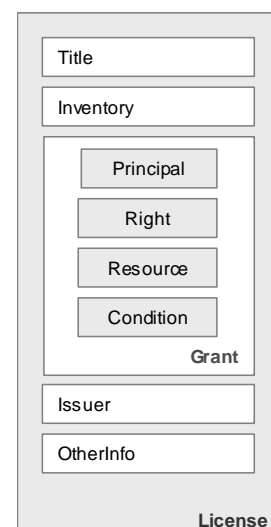 Title
Inventory
Principal
Right
Resource
Condition
Grant
Issuer
OtherInfo
License